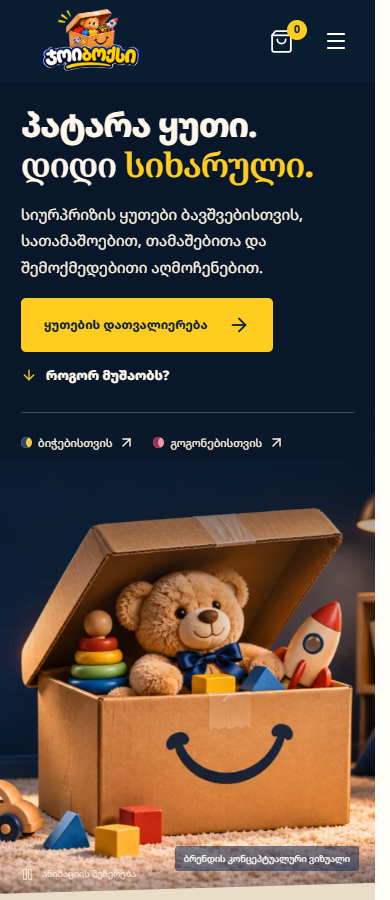 ჯოიბოქსი
0
პატარა ყუთი.
დიდი სიხარული.
სიურპრიზის ყუთები ბავშვებისთვის,
სათამაშოებით, თამაშებითა და
შემოქმედებითი აღმოჩენებით.
ყუთების დათვალიერება
როგორ მუშაობს?
ბიჭებისთვის
გოგონებისთვის
ბრენდის კონცეპტუალური ვიზუალი
ანიმაციის შეჩერება